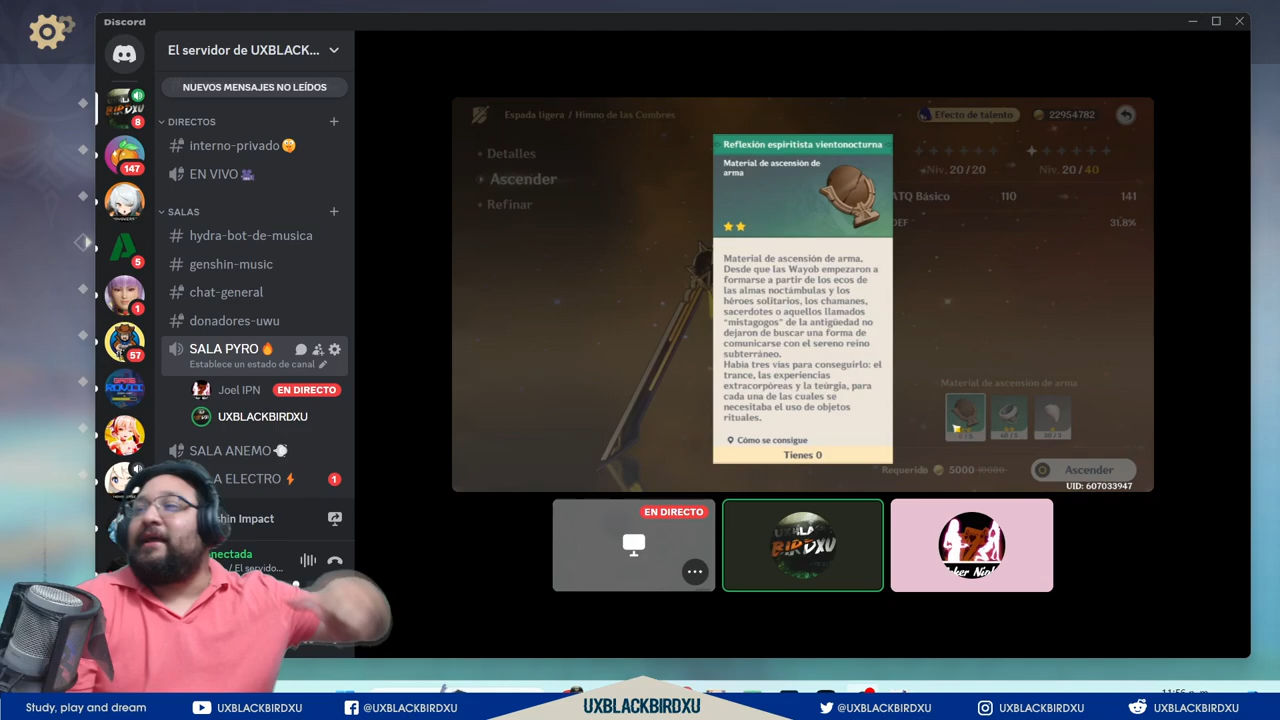 Discord
El servidor de UXBLACK...
NUEVOS MENSAJES NO LEÍDOS
DIRECTOS
interno-privado
EN VIVO
SALAS
hydra-bot-de-musica
genshin-music
chat-general
donadores-uwu
SALA PYRO
Establece un estado de canal
Joel IPN
EN DIRECTO
UXBLACKBIRDXU
SALA ANEMO
ELECTRO
1
8
147
5
1
57
Impact
/ El servido...
Espada ligera / Himno de las Cumbres
Efecto de talento
22954782
Detalles
Ascender
Refinar
Reflexión espiritista vientonocturna
Material de ascensión de
arma
Material de ascensión de arma.
Desde que las Wayob empezaron a
formarse a partir de los ecos de
las almas noctámbulas y los
héroes solitarios, los chamanes,
sacerdotes o aquellos llamados
"mistagogos" de la antigüedad no
dejaron de buscar una forma de
comunicarse con el sereno reino
subterráneo.
Había tres vías para conseguirlo: el
trance, las experiencias
extracorpóreas y la teúrgia, para
cada una de las cuales se
necesitaba el uso de objetos
rituales.
Cómo se consigue
Tienes 0
Niv. 20/20
Niv. 20/40
ATQ Básico 110 141
DEF 31.8%
Material de ascensión de arma
Requerido 5000 10000
Ascender
UID: 607033947
EN DIRECTO
Study, play and dream
UXBLACKBIRDXU
@UXBLACKBIRDXU
UXBLACKBIRDXU
@UXBLACKBIRDXU
UXBLACKBIRDXU
UXBLACKBIRDXU